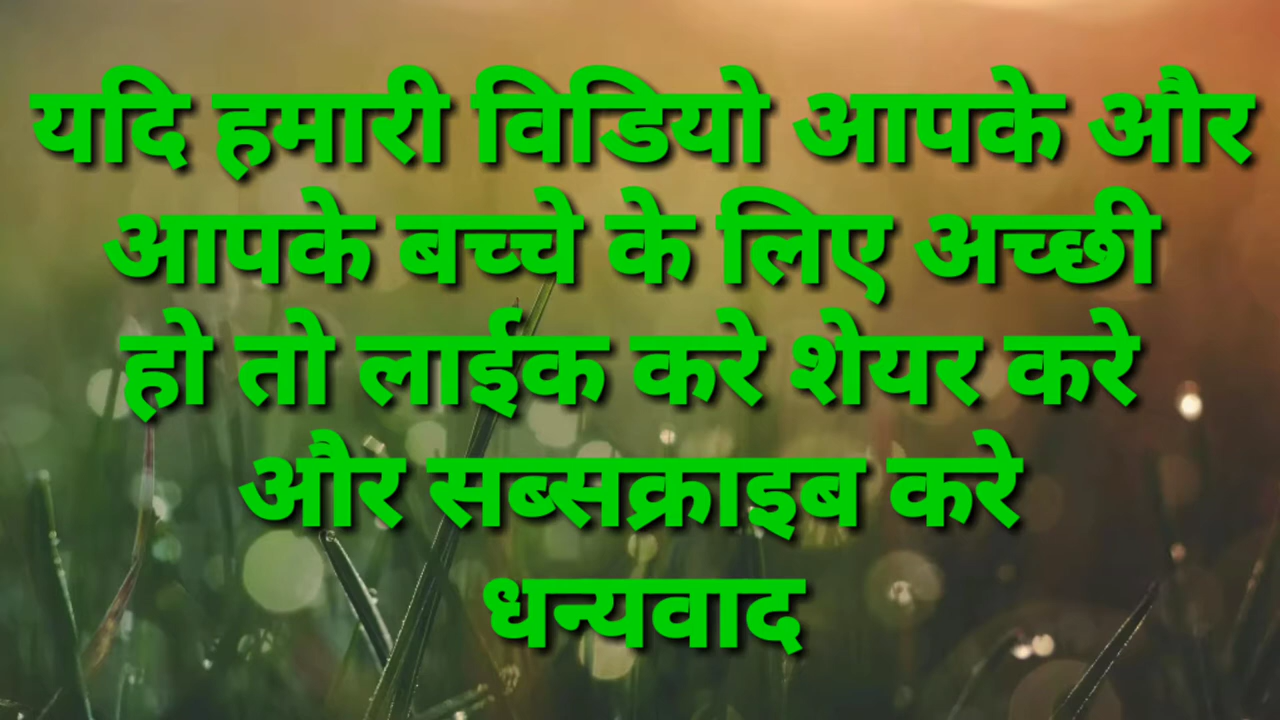 यदि हमारी विडियो आपके और
आपके बच्चे के लिए अच्छी
हो तो लाईक करे शेयर करे
और सब्सक्राइब करे
धन्यवाद